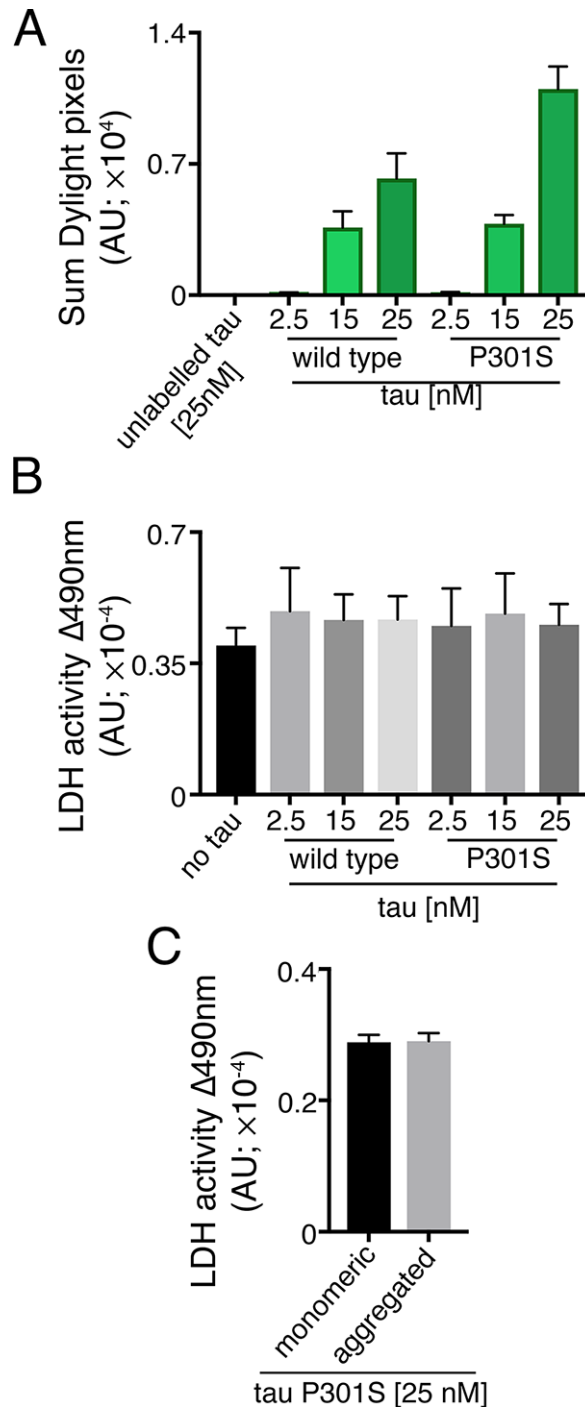 A
Sum Dylight pixels
(AU; ×10⁴)
1.4
0.7
0
unlabelled tau
[25nM]
2.5 15 25 2.5 15 25
wild type P301S
tau [nM]
B
LDH activity Δ490nm
(AU; ×10⁻⁴)
0.7
0.35
0
no tau
2.5 15 25 2.5 15 25
wild type P301S
tau [nM]
C
LDH activity Δ490nm
(AU; ×10⁻⁴)
0.4
0.2
0
monomeric
aggregated
tau P301S [25 nM]